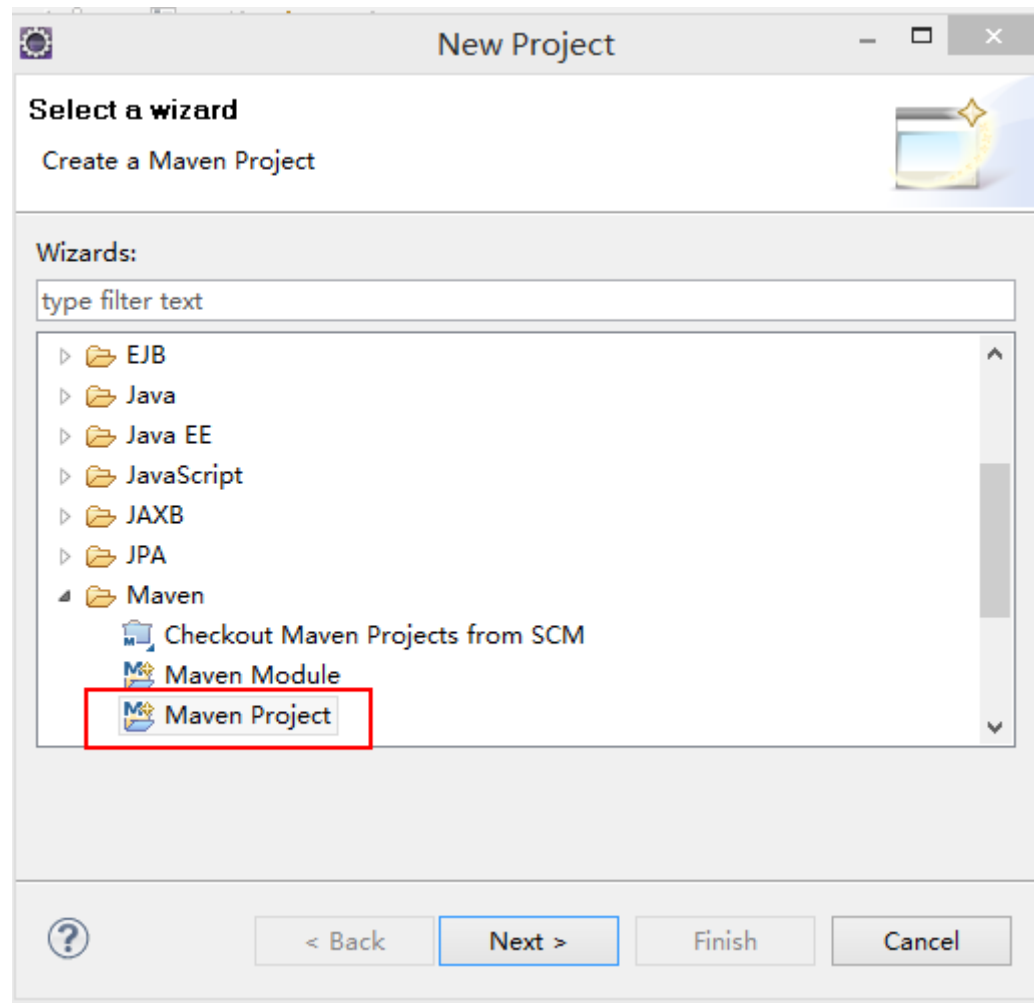 New Project
Select a wizard
Create a Maven Project
Wizards:
type filter text
EJB
Java
Java EE
JavaScript
JAXB
JPA
Maven
Checkout Maven Projects from SCM
Maven Module
Maven Project
< Back Next > Finish Cancel